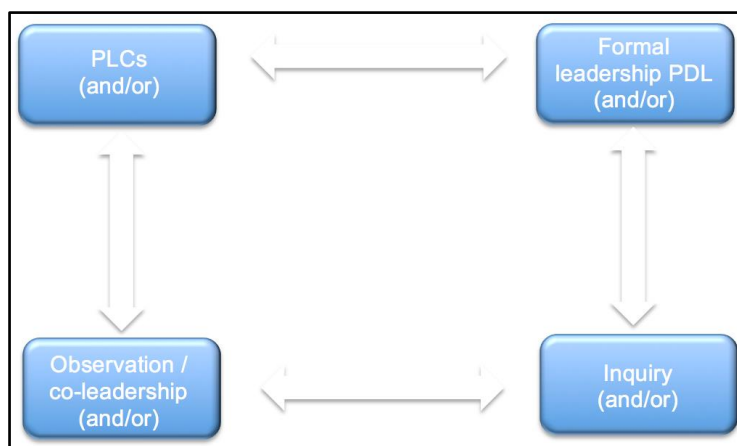 PLCs
(and/or)
Formal
leadership PDL
(and/or)
Observation /
co-leadership
(and/or)
Inquiry
(and/or)